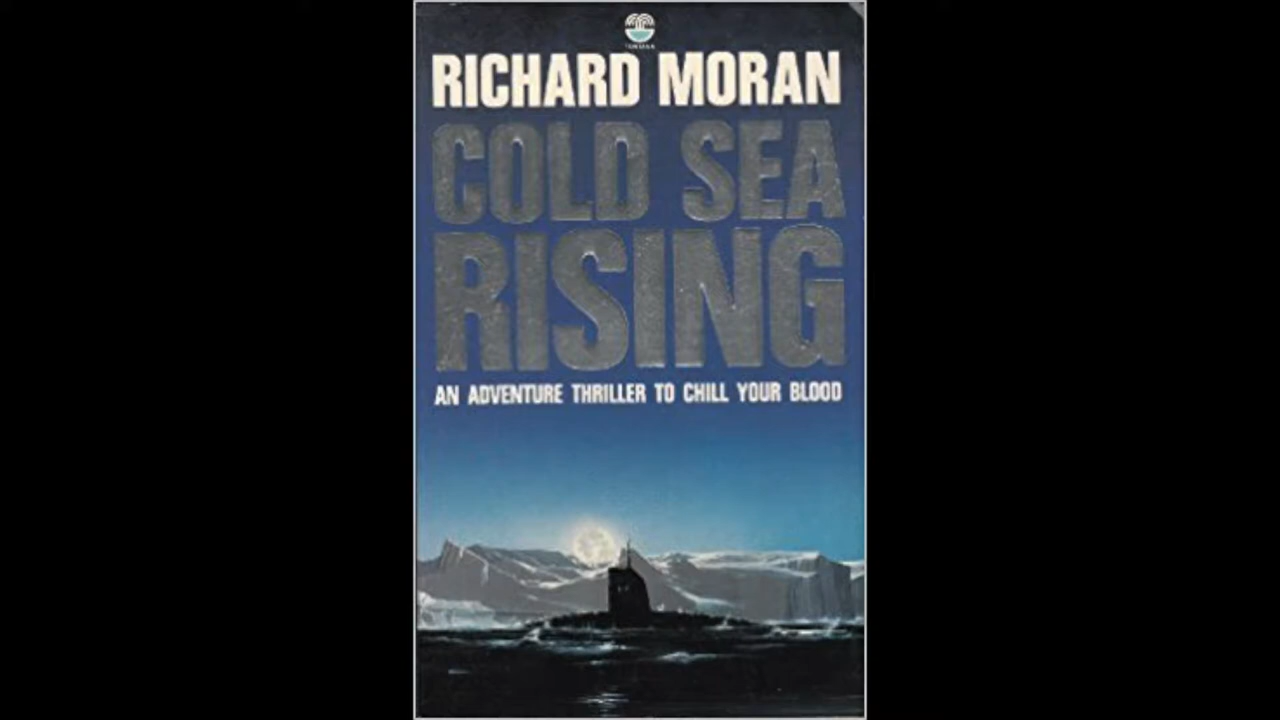 RICHARD MORAN
COLD SEA
RISING
AN ADVENTURE THRILLER TO CHILL YOUR BLOOD